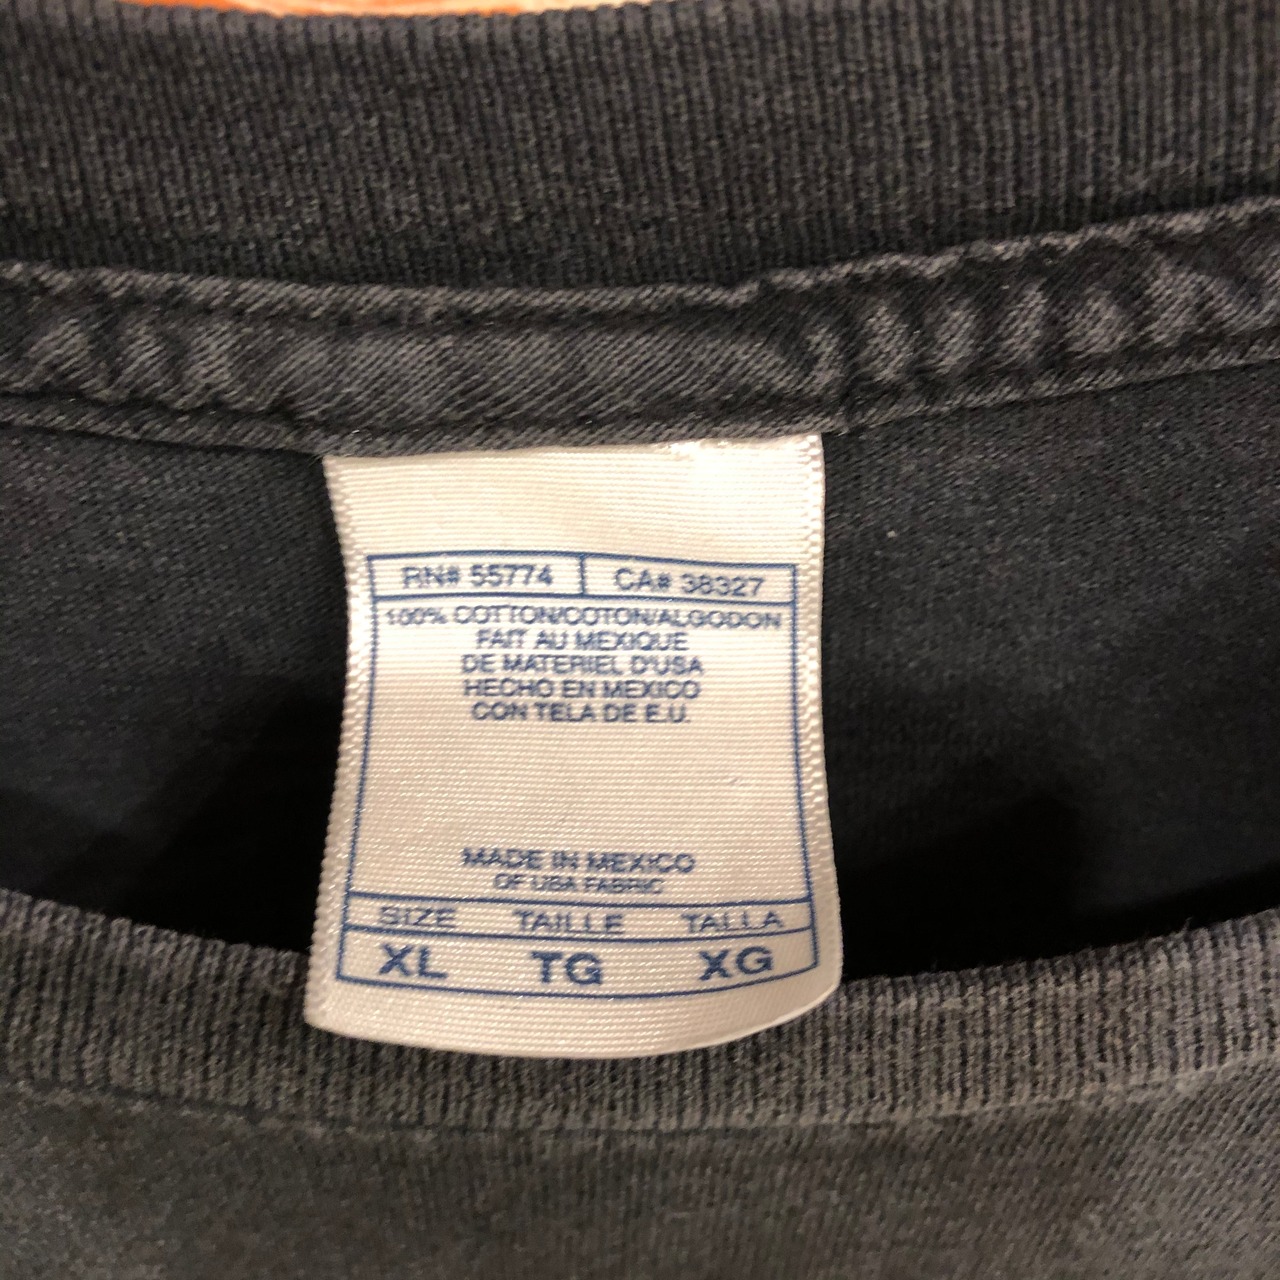 RN# 55774 CA# 38327
100% COTTON/COTON/ALGODON
FAIT AU MEXIQUE
DE MATERIEL D'USA
HECHO EN MEXICO
CON TELA DE E.U.
MADE IN MEXICO
OF USA FABRIC
SIZE TAILLE TALLA
XL TG XG